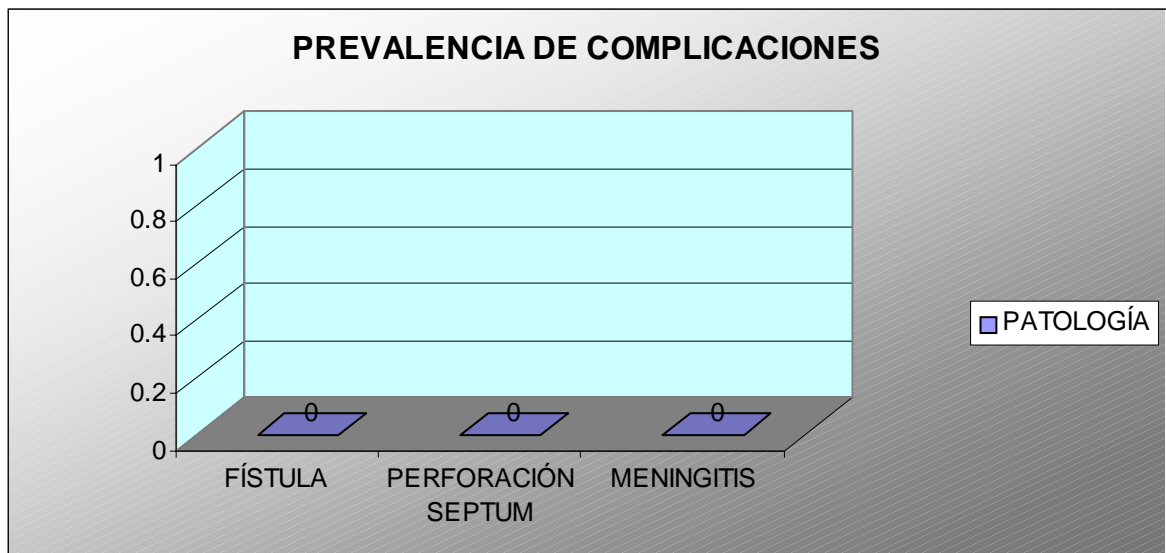 PREVALENCIA DE COMPLICACIONES
1
0.8
0.6
0.4
0.2
0
0 0 0
FÍSTULA PERFORACIÓN MENINGITIS
SEPTUM
PATOLOGÍA